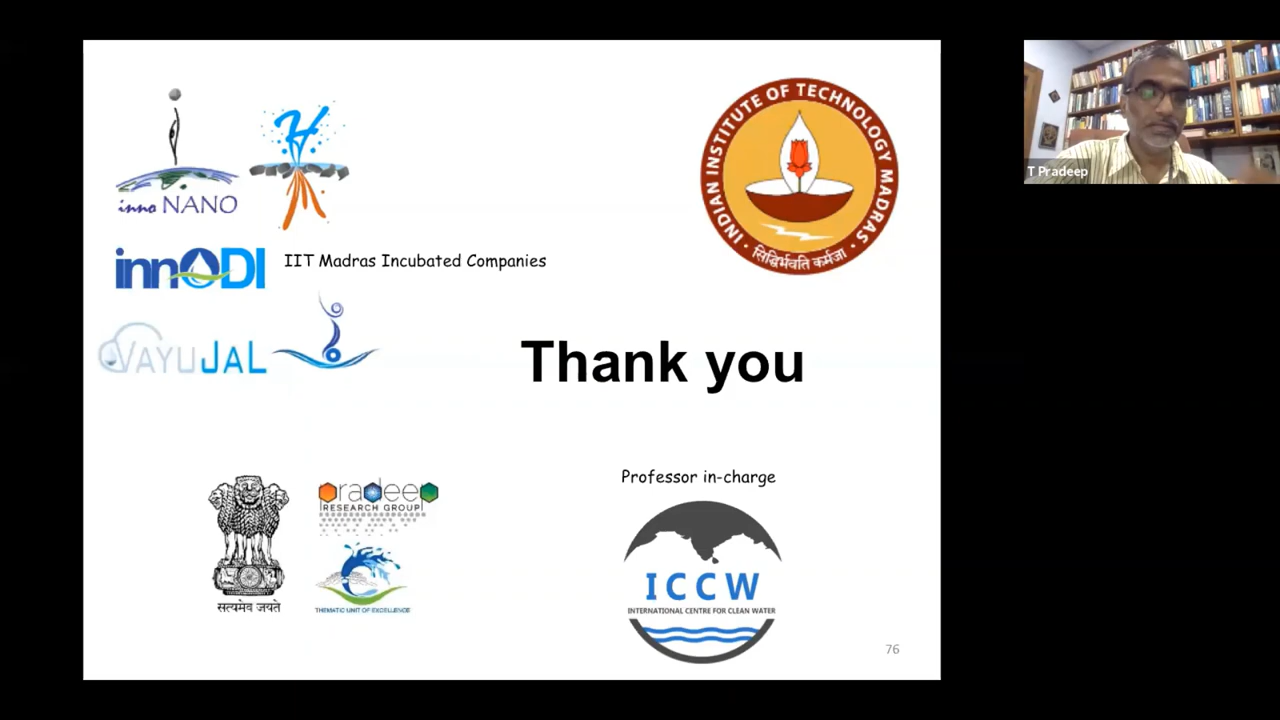 INDIAN INSTITUTE OF TECHNOLOGY MADRAS
सिद्धिर्भवति कर्मजा
T Pradeep
inno NANO
innODI
IIT Madras Incubated Companies
VAYUJAL
Thank you
Professor in-charge
pradeep
RESEARCH GROUP
ICCW
INTERNATIONAL CENTRE FOR CLEAN WATER
सत्यमेव जयते
THEMATIC UNIT OF EXCELLENCE
76